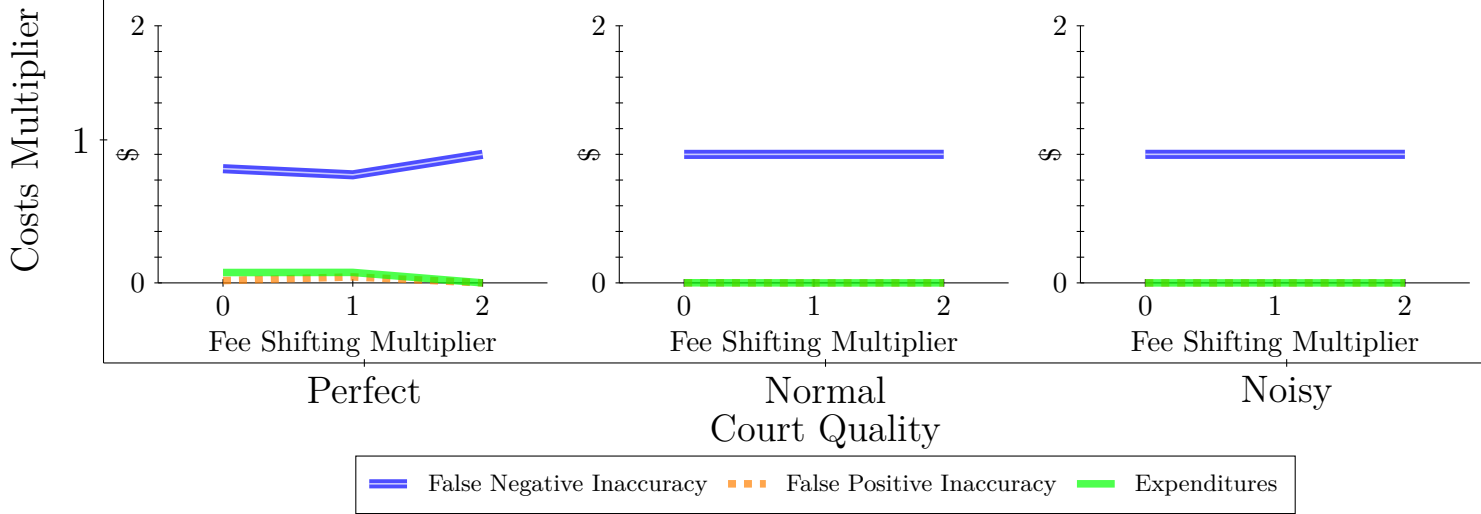 Costs Multiplier
1
2
$
0
0 1 2
Fee Shifting Multiplier
2
$
0
0 1 2
Fee Shifting Multiplier
2
$
0
0 1 2
Fee Shifting Multiplier
Perfect Normal Noisy
Court Quality
False Negative Inaccuracy False Positive Inaccuracy Expenditures